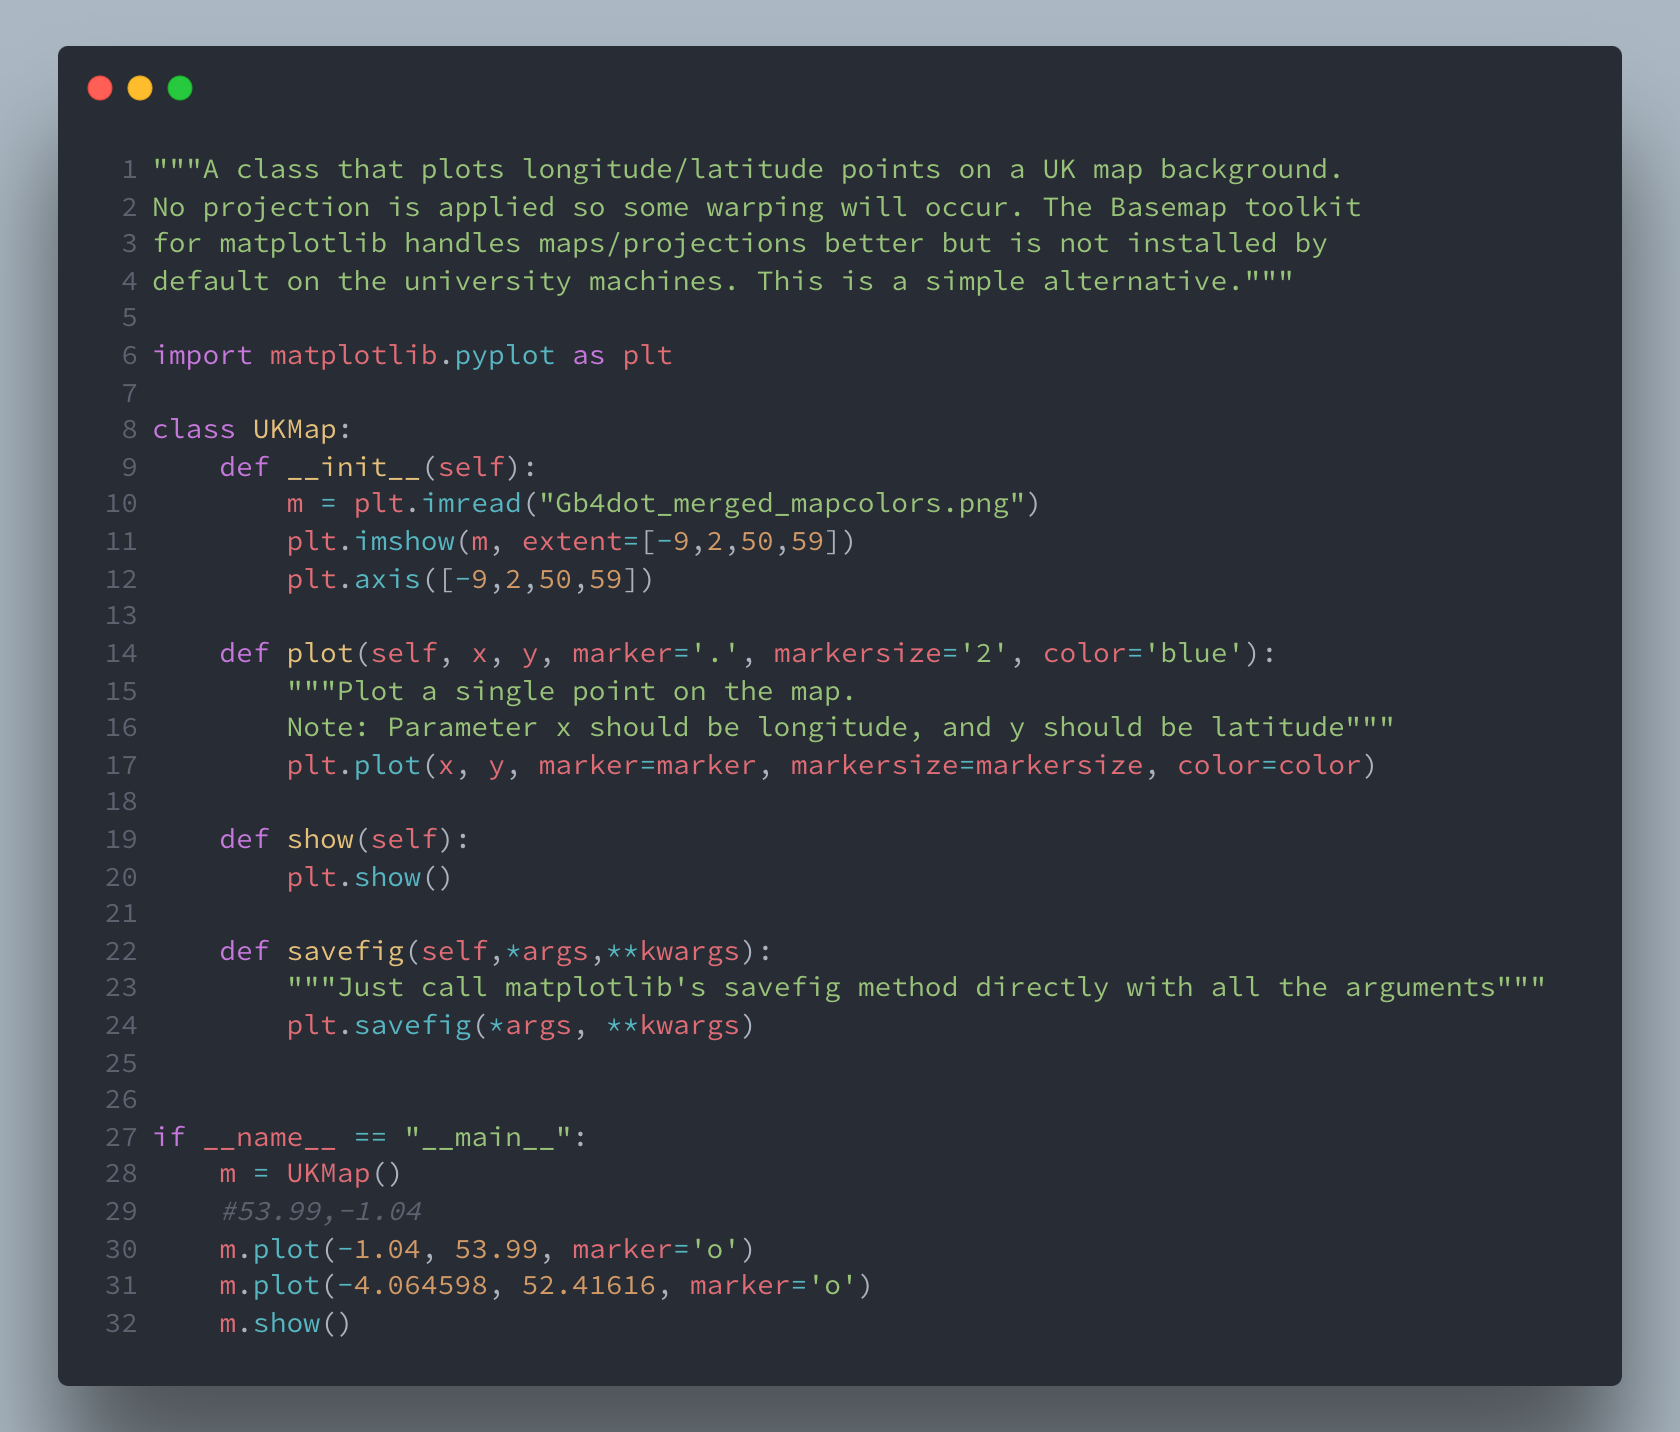 1 """A class that plots longitude/latitude points on a UK map background.
2 No projection is applied so some warping will occur. The Basemap toolkit
3 for matplotlib handles maps/projections better but is not installed by
4 default on the university machines. This is a simple alternative."""
5
6 import matplotlib.pyplot as plt
7
8 class UKMap:
9     def __init__(self):
10         m = plt.imread("Gb4dot_merged_mapcolors.png")
11         plt.imshow(m, extent=[-9,2,50,59])
12         plt.axis([-9,2,50,59])
13
14     def plot(self, x, y, marker='.', markersize='2', color='blue'):
15         """Plot a single point on the map.
16         Note: Parameter x should be longitude, and y should be latitude"""
17         plt.plot(x, y, marker=marker, markersize=markersize, color=color)
18
19     def show(self):
20         plt.show()
21
22     def savefig(self,*args,**kwargs):
23         """Just call matplotlib's savefig method directly with all the arguments"""
24         plt.savefig(*args, **kwargs)
25
26
27 if __name__ == "__main__":
28     m = UKMap()
29     #53.99,-1.04
30     m.plot(-1.04, 53.99, marker='o')
31     m.plot(-4.064598, 52.41616, marker='o')
32     m.show()